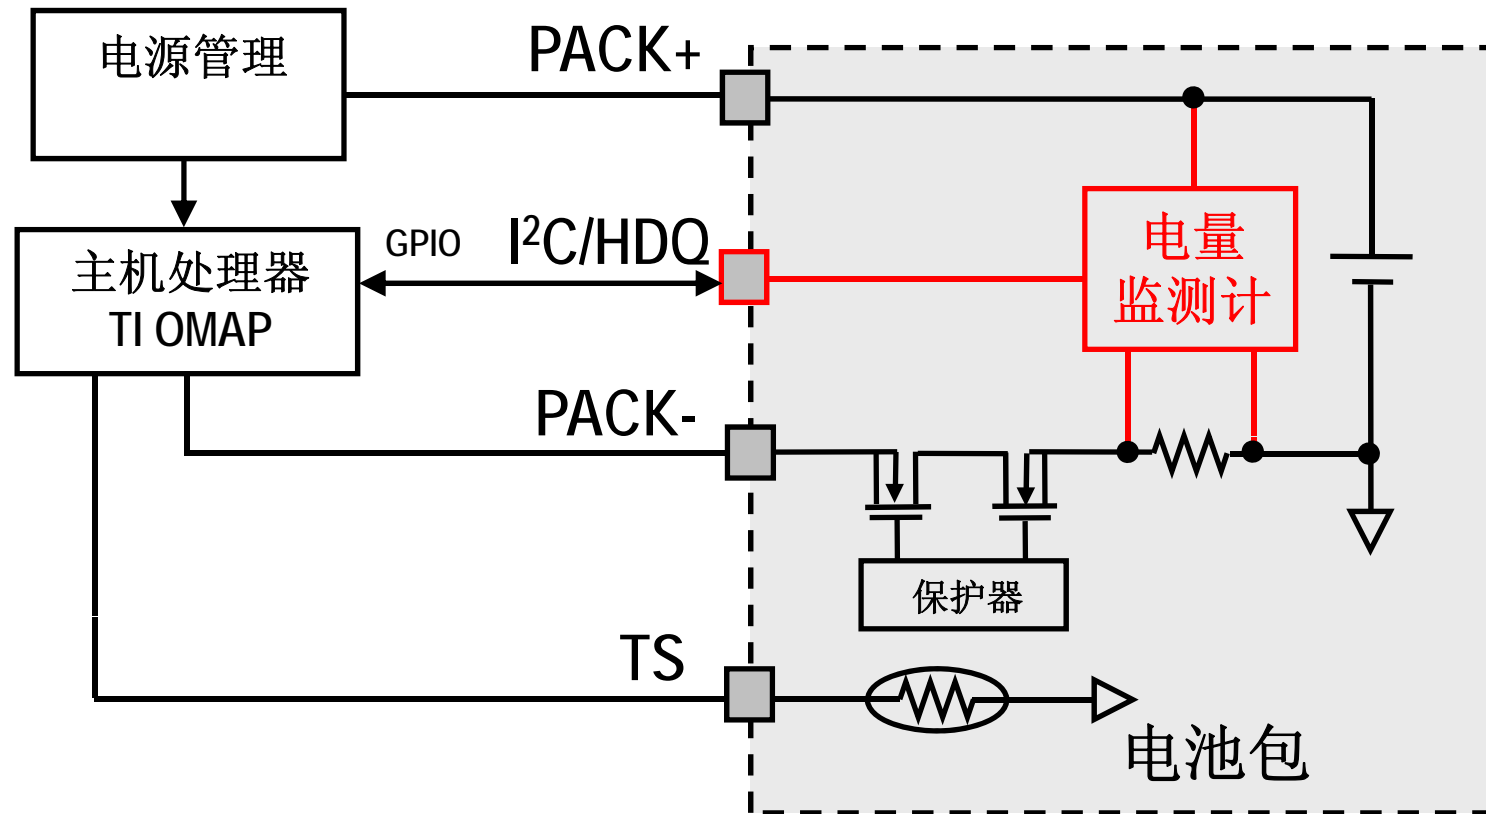 电源管理
PACK+
主机处理器
TI OMAP
GPIO
I²C/HDQ
电量
监测计
PACK-
保护器
TS
电池包